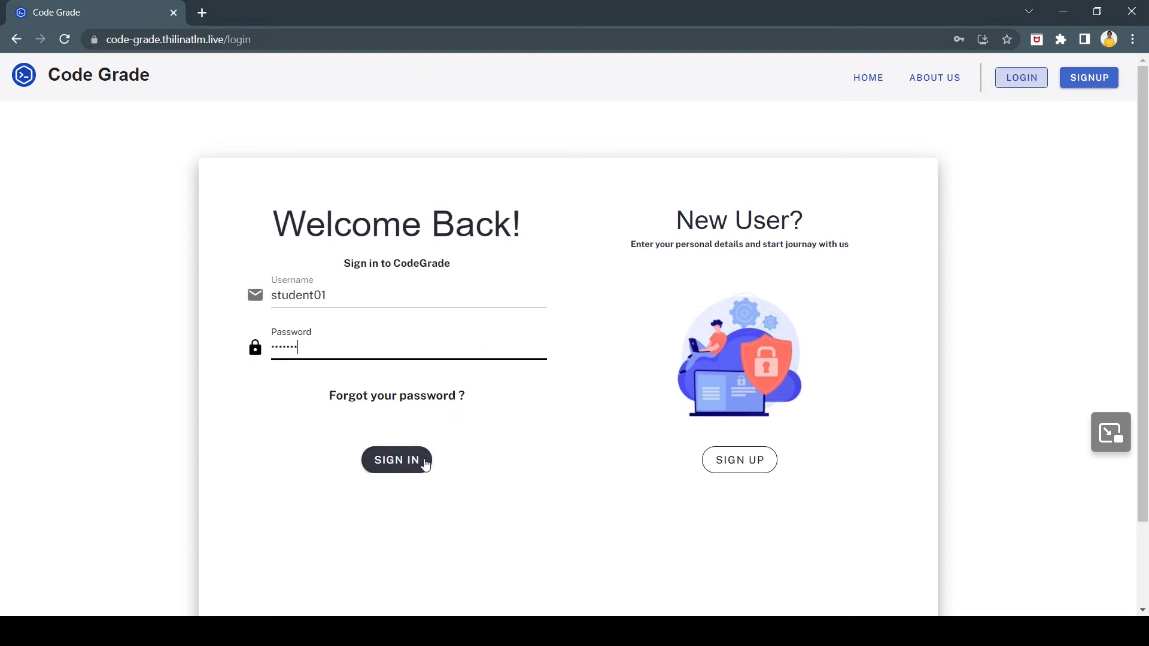 Code Grade
code-grade.thilinatlm.live/login
Code Grade
HOME
ABOUT US
LOGIN
SIGNUP
Welcome Back!
Sign in to CodeGrade
Username
student01
Password
•••••••
Forgot your password ?
SIGN IN
New User?
Enter your personal details and start journay with us
SIGN UP